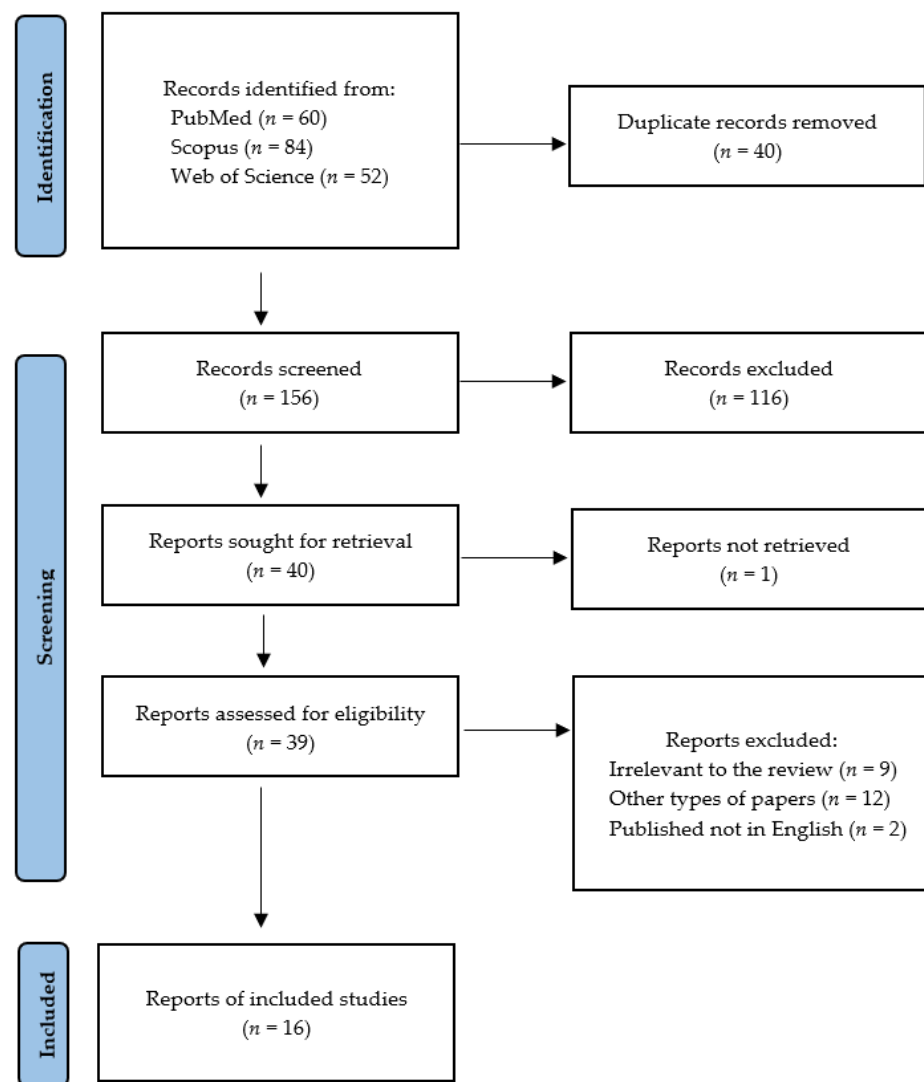 Identification
Records identified from:
PubMed (n = 60)
Scopus (n = 84)
Web of Science (n = 52)
Duplicate records removed
(n = 40)
Screening
Records screened
(n = 156)
Records excluded
(n = 116)
Reports sought for retrieval
(n = 40)
Reports not retrieved
(n = 1)
Reports assessed for eligibility
(n = 39)
Reports excluded:
Irrelevant to the review (n = 9)
Other types of papers (n = 12)
Published not in English (n = 2)
Included
Reports of included studies
(n = 16)